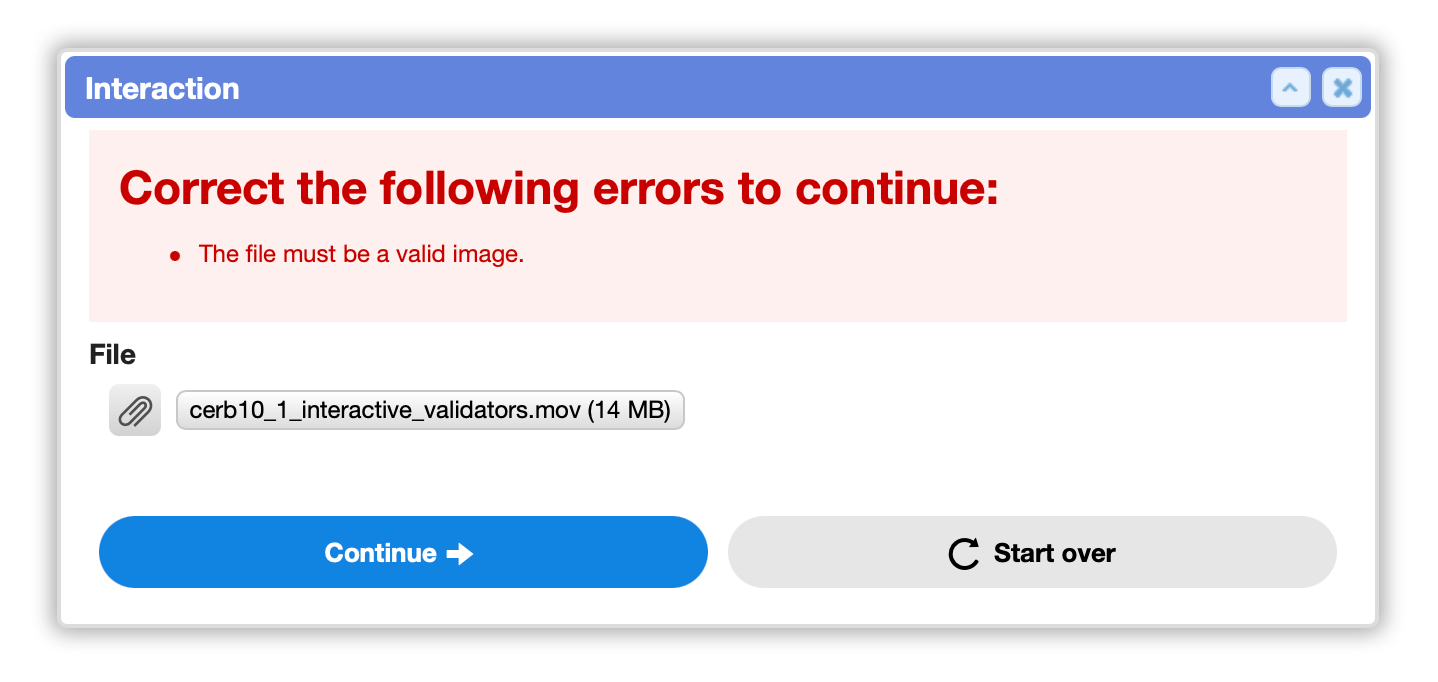 Interaction
Correct the following errors to continue:
• The file must be a valid image.
File
cerb10_1_interactive_validators.mov (14 MB)
Continue
Start over